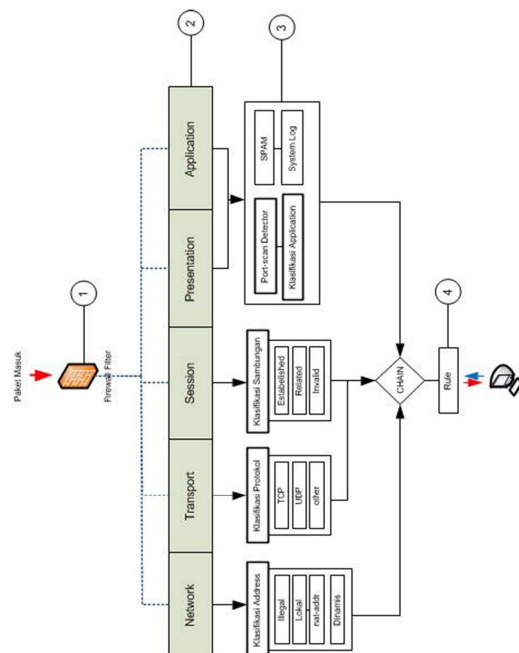 Paket Masuk
1
Firewall Filter
2
Network
Transport
Session
Presentation
Application
3
Klasifikasi Address
Illegal
Lokal
nat-addr
Dinamis
Klasifikasi Protokol
TCP
UDP
other
Klasifikasi Sambungan
Estabelished
Related
Invalid
Port-scan Detector
Klasifikasi Application
SPAM
System Log
CHAIN
Rule
4